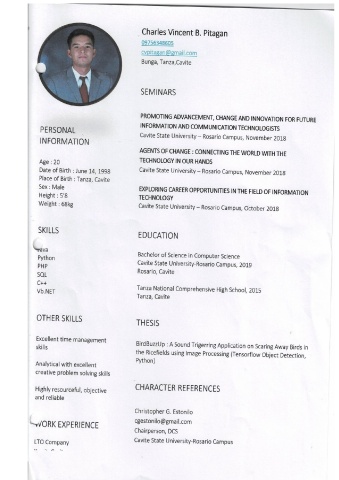 Charles Vincent B. Pitagan
cvpitagan@gmail.com
Bunga, Tanza,Cavite
SEMINARS
PROMOTING ADVANCEMENT, CHANGE AND INNOVATION FOR FUTURE
INFORMATION AND COMMUNICATION TECHNOLOGISTS
Cavite State University – Rosario Campus, November 2018
AGENTS OF CHANGE : CONNECTING THE WORLD WITH THE
TECHNOLOGY IN OUR HANDS
Cavite State University – Rosario Campus, November 2018
EXPLORING CAREER OPPORTUNITIES IN THE FIELD OF INFORMATION
TECHNOLOGY
Cavite State University – Rosario Campus, October 2018
EDUCATION
Bachelor of Science in Computer Science
Cavite State University-Rosario Campus, 2019
Rosario, Cavite
Tanza National Comprehensive High School, 2015
Tanza, Cavite
THESIS
BirdBuzzUp : A Sound Trigerring Application on Scaring Away Birds in
the Ricefields using Image Processing (Tensorflow Object Detection,
Python)
CHARACTER REFERENCES
Christopher G. Estonilo
cgestonilo@gmail.com
Chairperson, DCS
Cavite State University-Rosario Campus
PERSONAL
INFORMATION
Age : 20
Date of Birth : June 14, 1998
Place of Birth : Tanza, Cavite
Sex : Male
Height : 5'8
Weight : 68kg
SKILLS
Java
Python
PHP
SQL
C++
Vb.NET
OTHER SKILLS
Excellent time management
skills
Analytical with excellent
creative problem solving skills
Highly resourceful, objective
and reliable
WORK EXPERIENCE
LTO Company